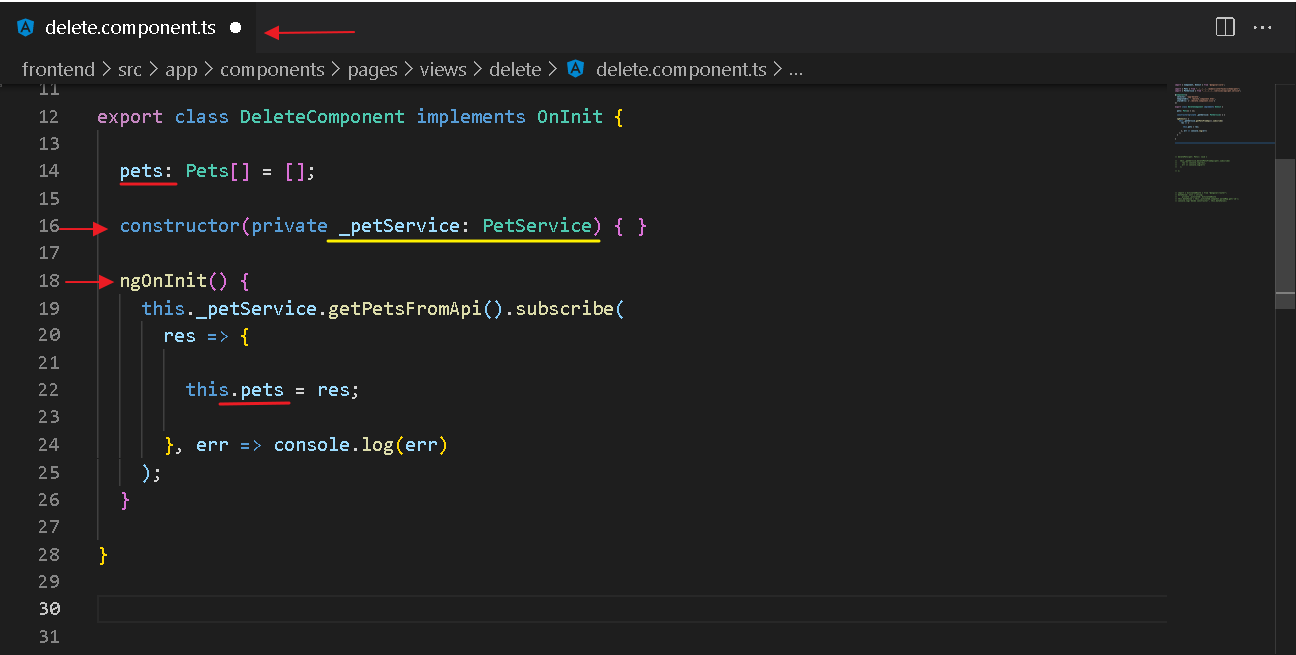 delete.component.ts
frontend > src > app > components > pages > views > delete > delete.component.ts > ...
11
12 export class DeleteComponent implements OnInit {
13
14 pets: Pets[] = [];
15
16 constructor(private _petService: PetService) { }
17
18 ngOnInit() {
19 this._petService.getPetsFromApi().subscribe(
20 res => {
21
22 this.pets = res;
23
24 }, err => console.log(err)
25 );
26 }
27
28 }
29
30
31